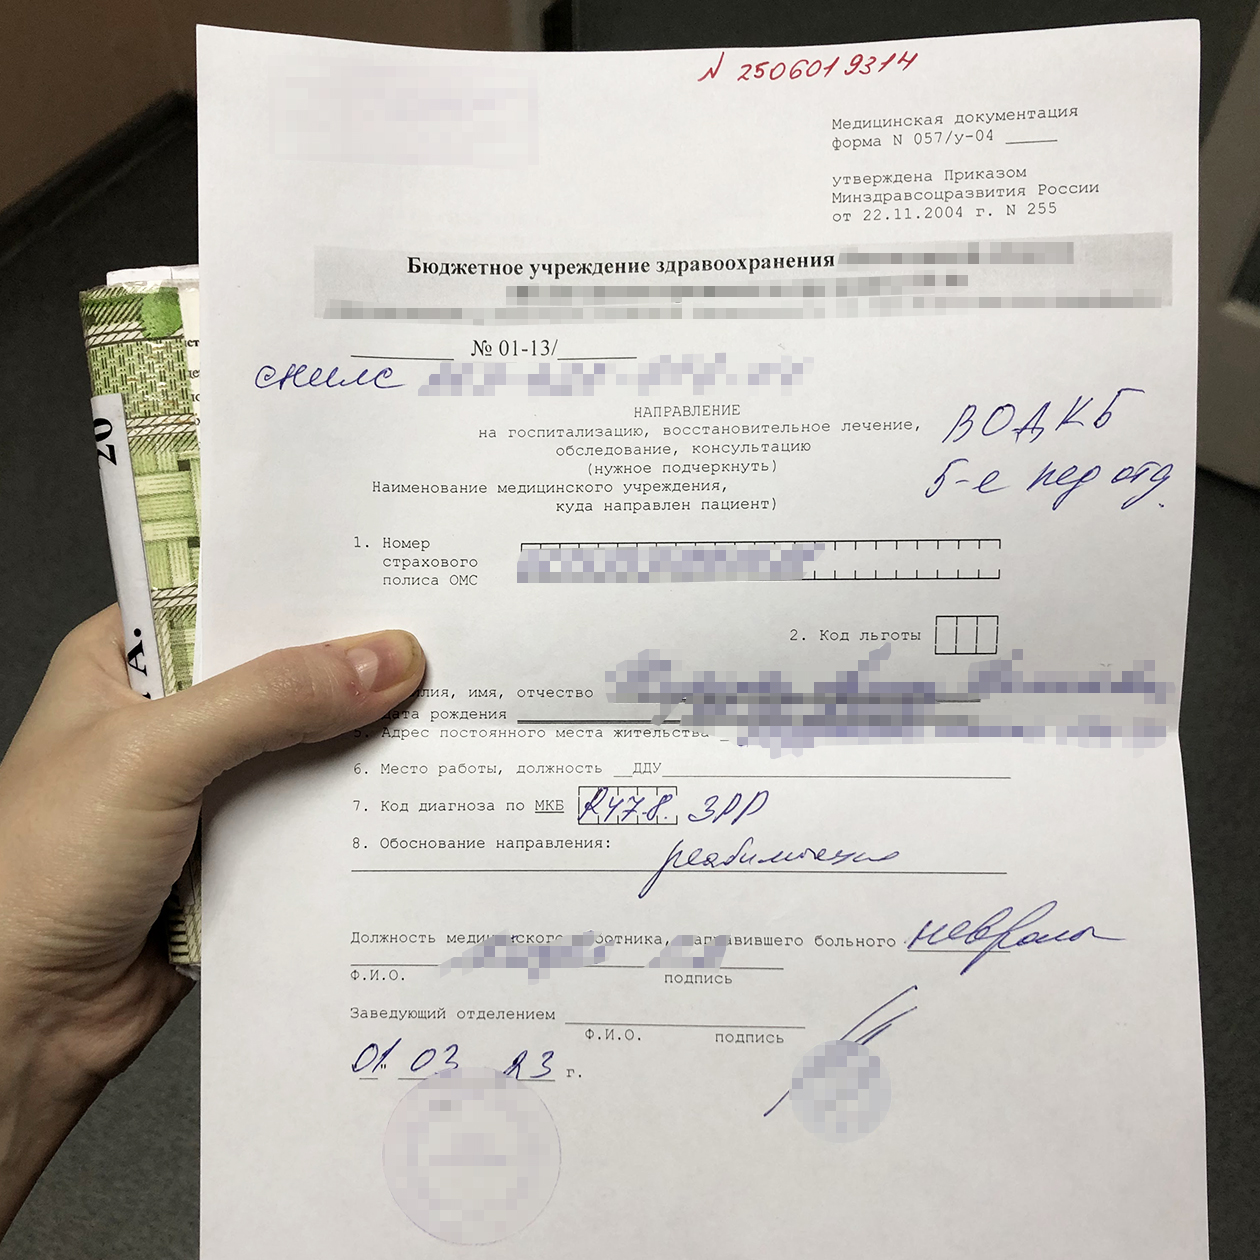 N 2506019314
Медицинская документация
форма N 057/у-04 _____
утверждена Приказом
Минздравсоцразвития России
от 22.11.2004 г. N 255
Бюджетное учреждение здравоохранения
№ 01-13/
снилс
НАПРАВЛЕНИЕ
на госпитализацию, восстановительное лечение,
обследование, консультацию
(нужное подчеркнуть)
Наименование медицинского учреждения,
куда направлен пациент)
ВОДКБ
5-е пед отд.
1. Номер
страхового
полиса ОМС
2. Код льготы
имя, отчество
дата рождения
5. Адрес постоянного места жительства
6. Место работы, должность __ДДУ
7. Код диагноза по МКБ R47.8. ЗРР
8. Обоснование направления:
реабилитация
Должность медицинского работника, направившего больного невролог
Ф.И.О. подпись
Заведующий отделением
Ф.И.О. подпись
01 03 23 г.
20
А.